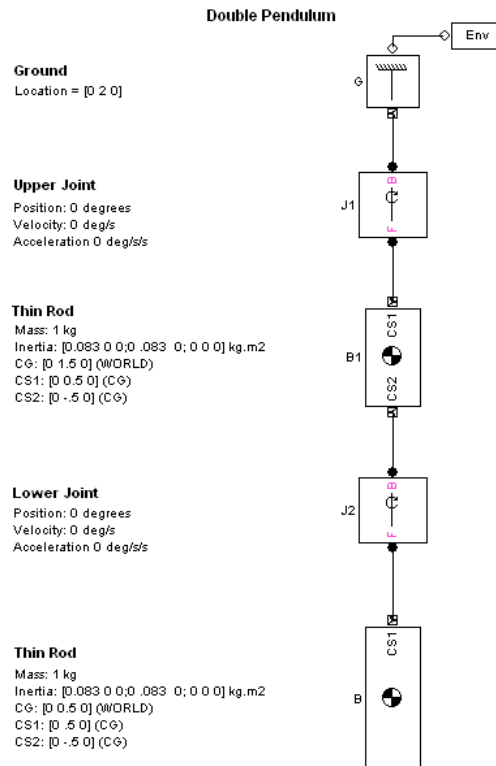 Double Pendulum
Env
Ground
Location = [0 2 0]
G
Upper Joint
Position: 0 degrees
Velocity: 0 deg/s
Acceleration 0 deg/s/s
J1
B
F
Thin Rod
Mass: 1 kg
Inertia: [0.083 0 0;0 .083 0; 0 0 0] kg.m2
CG: [0 1.5 0] (WORLD)
CS1: [0 0.5 0] (CG)
CS2: [0 -.5 0] (CG)
B1
CS1
CS2
Lower Joint
Position: 0 degrees
Velocity: 0 deg/s
Acceleration 0 deg/s/s
J2
B
F
Thin Rod
Mass: 1 kg
Inertia: [0.083 0 0;0 .083 0; 0 0 0] kg.m2
CG: [0 0.5 0] (WORLD)
CS1: [0 .5 0] (CG)
CS2: [0 -.5 0] (CG)
B
CS1